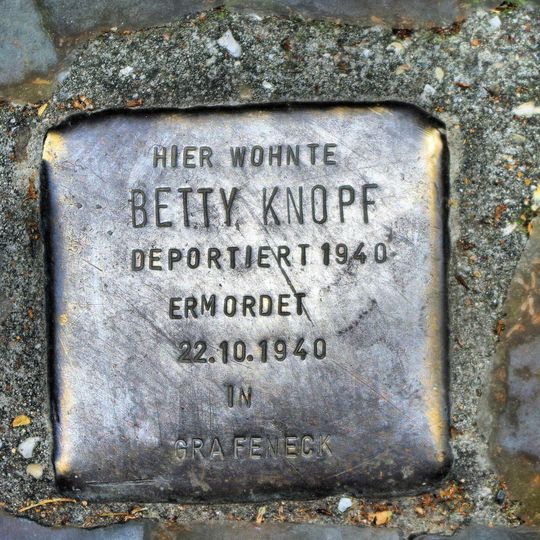 HIER WOHNTE
BETTY KNOPF
DEPORTIERT 1940
ERMORDET
22.10.1940
IN
GRAFENECK